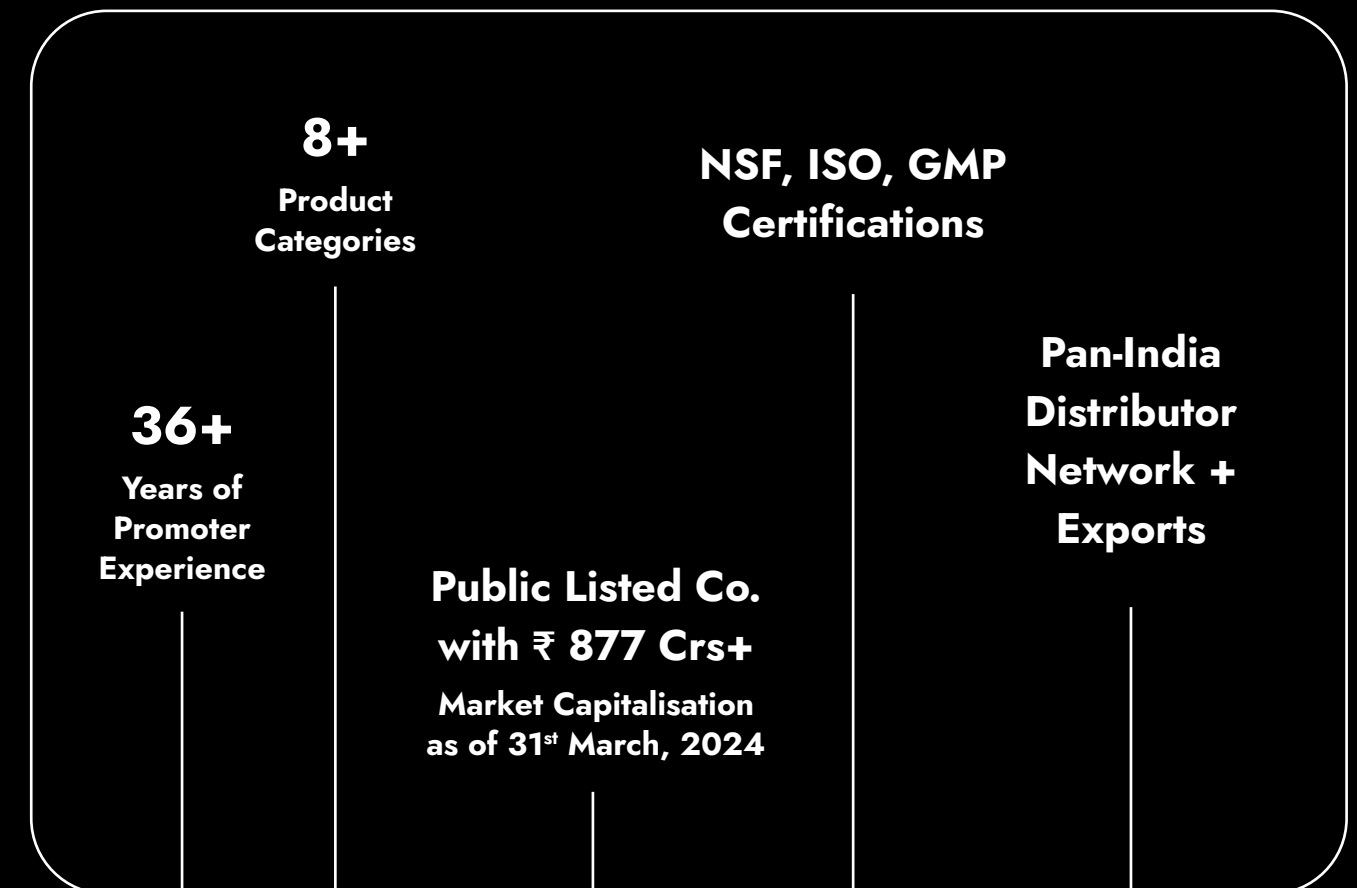 8+
Product
Categories
NSF, ISO, GMP
Certifications
36+
Years of
Promoter
Experience
Pan-India
Distributor
Network +
Exports
Public Listed Co.
with ₹ 877 Crs+
Market Capitalisation
as of 31st March, 2024